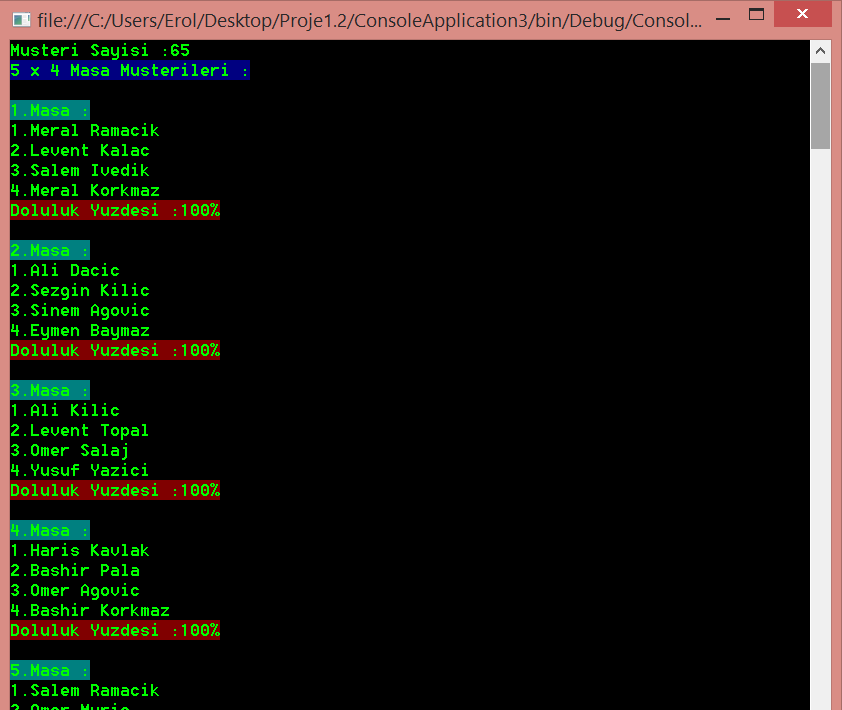 file:///C:/Users/Erol/Desktop/Proje1.2/ConsoleApplication3/bin/Debug/Consol...
Musteri Sayisi :65
5 x 4 Masa Musterileri :
1.Masa :
1.Meral Ramacik
2.Levent Kalac
3.Salem Ivedik
4.Meral Korkmaz
Doluluk Yuzdesi :100%
2.Masa :
1.Ali Dacic
2.Sezgin Kilic
3.Sinem Agovic
4.Eymen Baymaz
Doluluk Yuzdesi :100%
3.Masa :
1.Ali Kilic
2.Levent Topal
3.Omer Salaj
4.Yusuf Yazici
Doluluk Yuzdesi :100%
4.Masa :
1.Haris Kavlak
2.Bashir Pala
3.Omer Agovic
4.Bashir Korkmaz
Doluluk Yuzdesi :100%
5.Masa :
1.Salem Ramacik
2.Omer